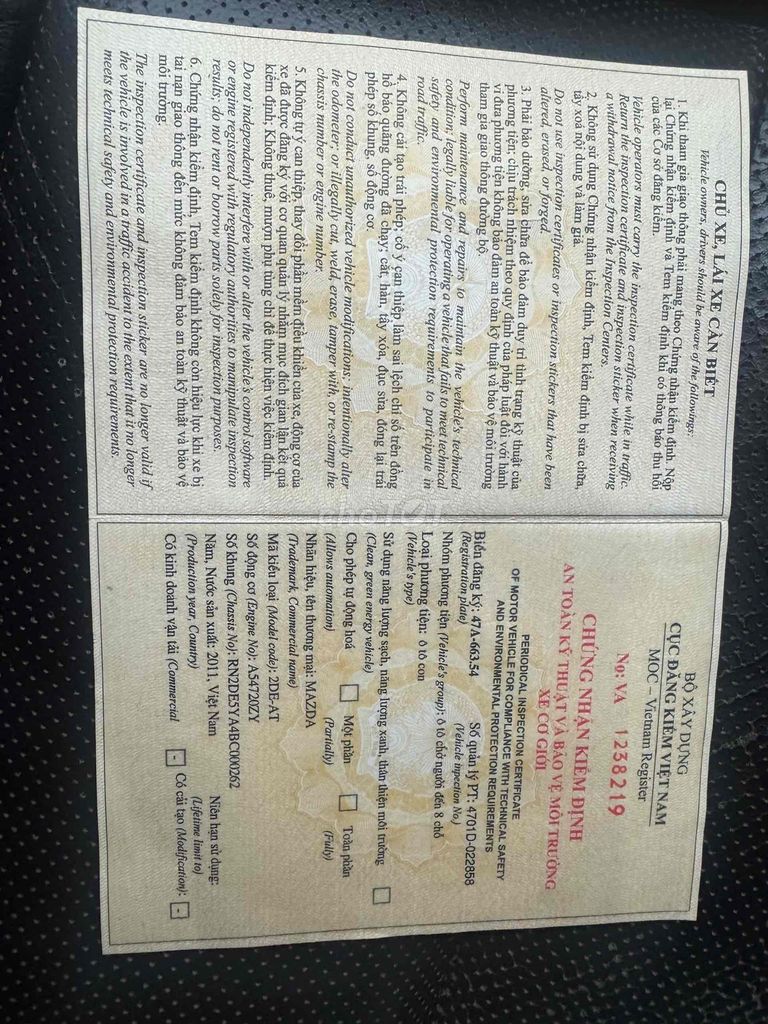 CHỦ XE, LÁI XE CẦN BIẾT
Vehicle owners, drivers should be aware of the followings:
1. Khi tham gia giao thông phải mang theo Chứng nhận kiểm định. Nộp
lại Chứng nhận kiểm định và Tem kiểm định khi có thông báo thu hồi
của các Cơ sở đăng kiểm.
Vehicle operators must carry the inspection certificate while in traffic.
Return the inspection certificate and inspection sticker when receiving
a withdrawal notice from the Inspection Centers.
2. Không sử dụng Chứng nhận kiểm định, Tem kiểm định bị sửa chữa,
tẩy xoá nội dung và làm giả.
Do not use inspection certificates or inspection stickers that have been
altered, erased, or forged.
3. Phải bảo dưỡng, sửa chữa để bảo đảm duy trì tình trạng kỹ thuật của
phương tiện; chịu trách nhiệm theo quy định của pháp luật đối với hành
vi đưa phương tiện không bảo đảm an toàn kỹ thuật và bảo vệ môi trường
tham gia giao thông đường bộ.
Perform maintenance and repairs to maintain the vehicle's technical
condition; legally liable for operating a vehicle that fails to meet technical
safety and environmental protection requirements to participate in
road traffic.
4. Không cải tạo trái phép; cố ý can thiệp làm sai lệch chỉ số trên đồng
hồ báo quãng đường đã chạy; cắt, hàn, tẩy xóa, đục sửa, đóng lại trái
phép số khung, số động cơ.
Do not conduct unauthorized vehicle modifications; intentionally alter
the odometer; or illegally cut, weld, erase, tamper with, or re-stamp the
chassis number or engine number.
5. Không tự ý can thiệp, thay đổi phần mềm điều khiển của xe, động cơ của
xe đã được đăng ký với cơ quan quản lý nhằm mục đích gian lận kết quả
kiểm định; Không thuê, mượn phụ tùng chỉ để thực hiện việc kiểm định.
Do not independently interfere with or alter the vehicle's control software
or engine registered with regulatory authorities to manipulate inspection
results; do not rent or borrow parts solely for inspection purposes.
6. Chứng nhận kiểm định, Tem kiểm định không còn hiệu lực khi xe bị
tai nạn giao thông đến mức không đảm bảo an toàn kỹ thuật và bảo vệ
môi trường.
The inspection certificate and inspection sticker are no longer valid if
the vehicle is involved in a traffic accident to the extent that it no longer
meets technical safety and environmental protection requirements.
BỘ XÂY DỰNG
CỤC ĐĂNG KIỂM VIỆT NAM
MOC – Vietnam Register
No: VA 1238219
CHỨNG NHẬN KIỂM ĐỊNH
AN TOÀN KỸ THUẬT VÀ BẢO VỆ MÔI TRƯỜNG
XE CƠ GIỚI
PERIODICAL INSPECTION CERTIFICATE
OF MOTOR VEHICLE FOR COMPLIANCE WITH TECHNICAL SAFETY
AND ENVIRONMENTAL PROTECTION REQUIREMENTS
Biển đăng ký: 47A-663.54 Số quản lý PT: 4701D-022858
(Registration plate) (Vehicle inpection No)
Nhóm phương tiện (Vehicle's group): ô tô chở người đến 8 chỗ
Loại phương tiện: ô tô con
(Vehicle's type)
Sử dụng năng lượng sạch, năng lượng xanh, thân thiện môi trường
(Clean, green energy vehicle)
Cho phép tự động hoá Một phần Toàn phần
(Allows automation) (Partially) (Fully)
Nhãn hiệu, tên thương mại: MAZDA
(Trademark, Commercial name)
Mã kiểu loại (Model code): 2DE-AT
Số động cơ (Engine No): A54720ZY
Số khung (Chassis No): RN2DE5YA4BC000262
Năm, Nước sản xuất: 2011, Việt Nam Niên hạn sử dụng:
(Production year, Country) (Lifetime limit to)
Có kinh doanh vận tải (Commercial - Có cải tạo (Modification): -
chợTỐT